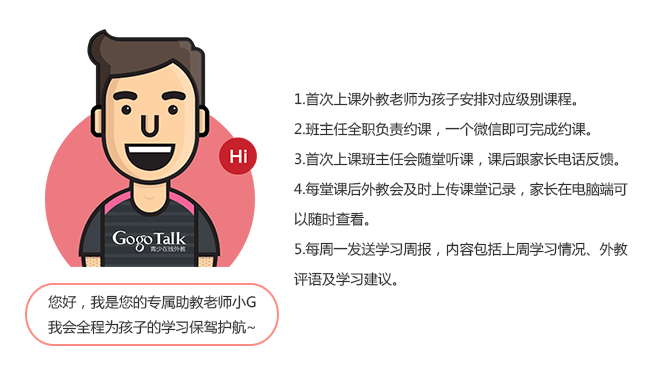 Hi
GogoTalk
青少在线外教
您好，我是您的专属助教老师小G
我会全程为孩子的学习保驾护航~
1.首次上课外教老师为孩子安排对应级别课程。
2.班主任全职负责约课，一个微信即可完成约课。
3.首次上课班主任会随堂听课，课后跟家长电话反馈。
4.每堂课后外教会及时上传课堂记录，家长在电脑端可
以随时查看。
5.每周一发送学习周报，内容包括上周学习情况、外教
评语及学习建议。